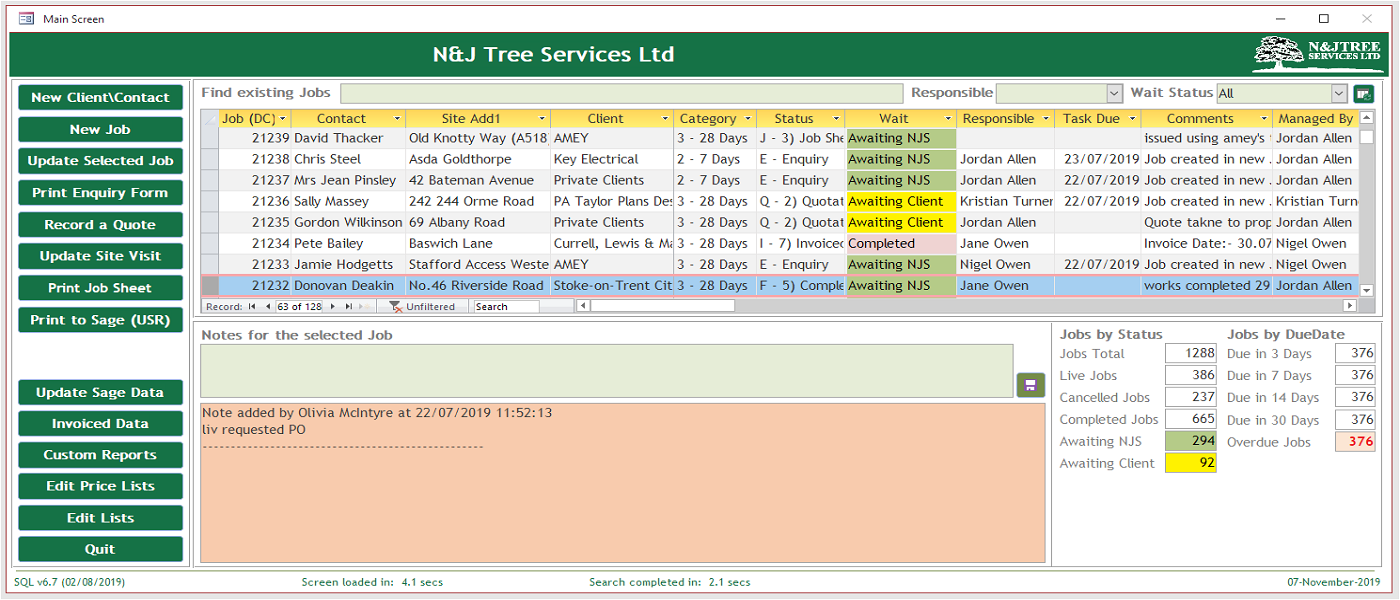 Main Screen
N&J Tree Services Ltd
N&JTREE
SERVICES LTD
New Client\Contact
New Job
Update Selected Job
Print Enquiry Form
Record a Quote
Update Site Visit
Print Job Sheet
Print to Sage (USR)
Update Sage Data
Invoiced Data
Custom Reports
Edit Price Lists
Edit Lists
Quit
Find existing Jobs Responsible Wait Status All
Job (DC) Contact Site Add1 Client Category Status Wait Responsible Task Due Comments Managed By
21239 David Thacker Old Knotty Way (A518) AMEY 3 - 28 Days J - 3) Job She Awaiting NJS issued using amey's Jordan Allen
21238 Chris Steel Asda Goldthorpe Key Electrical 2 - 7 Days E - Enquiry Awaiting NJS Jordan Allen 23/07/2019 Job created in new . Jordan Allen
21237 Mrs Jean Pinsley 42 Bateman Avenue Private Clients 2 - 7 Days E - Enquiry Awaiting NJS Jordan Allen 22/07/2019 Job created in new . Jordan Allen
21236 Sally Massey 242 244 Orme Road PA Taylor Plans Des 3 - 28 Days Q - 2) Quotat Awaiting Client Kristian Turner 22/07/2019 Job created in new . Kristian Turn
21235 Gordon Wilkinson 69 Albany Road Private Clients 3 - 28 Days Q - 2) Quotat Awaiting Client Jordan Allen Quote takne to prop Jordan Allen
21234 Pete Bailey Baswich Lane Currell, Lewis & Ma 3 - 28 Days I - 7) Invoiced Completed Jane Owen Invoice Date:- 30.07 Nigel Owen
21233 Jamie Hodgetts Stafford Access Weste AMEY 3 - 28 Days E - Enquiry Awaiting NJS Nigel Owen 22/07/2019 Job created in new . Nigel Owen
21232 Donovan Deakin No.46 Riverside Road Stoke-on-Trent Cit 3 - 28 Days F - 5) Comple Awaiting NJS Jane Owen works completed 29 Jordan Allen
Record: 63 of 128 Unfiltered Search
Notes for the selected Job
Note added by Olivia McIntyre at 22/07/2019 11:52:13
liv requested PO
------------------------------------------------
Jobs by Status Jobs by DueDate
Jobs Total 1288 Due in 3 Days 376
Live Jobs 386 Due in 7 Days 376
Cancelled Jobs 237 Due in 14 Days 376
Completed Jobs 665 Due in 30 Days 376
Awaiting NJS 294 Overdue Jobs 376
Awaiting Client 92
SQL v6.7 (02/08/2019) Screen loaded in: 4.1 secs Search completed in: 2.1 secs 07-November-2019